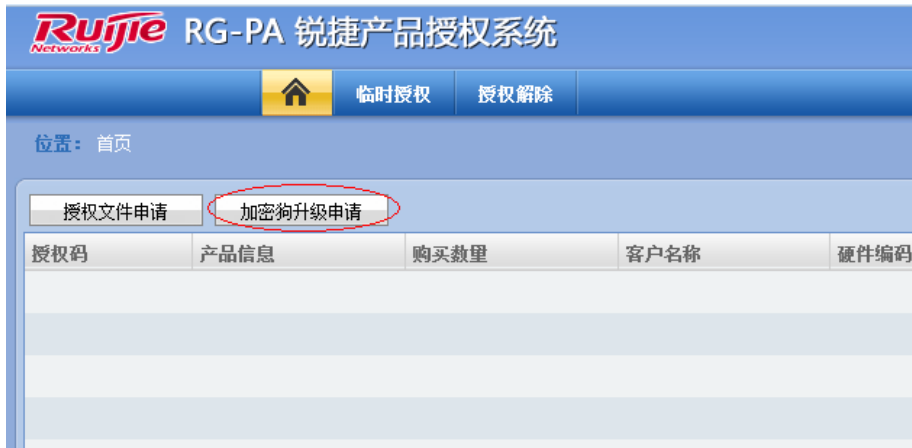 Ruijie Networks RG-PA 锐捷产品授权系统
临时授权 授权解除
位置： 首页
授权文件申请 加密狗升级申请
授权码 产品信息 购买数量 客户名称 硬件编码